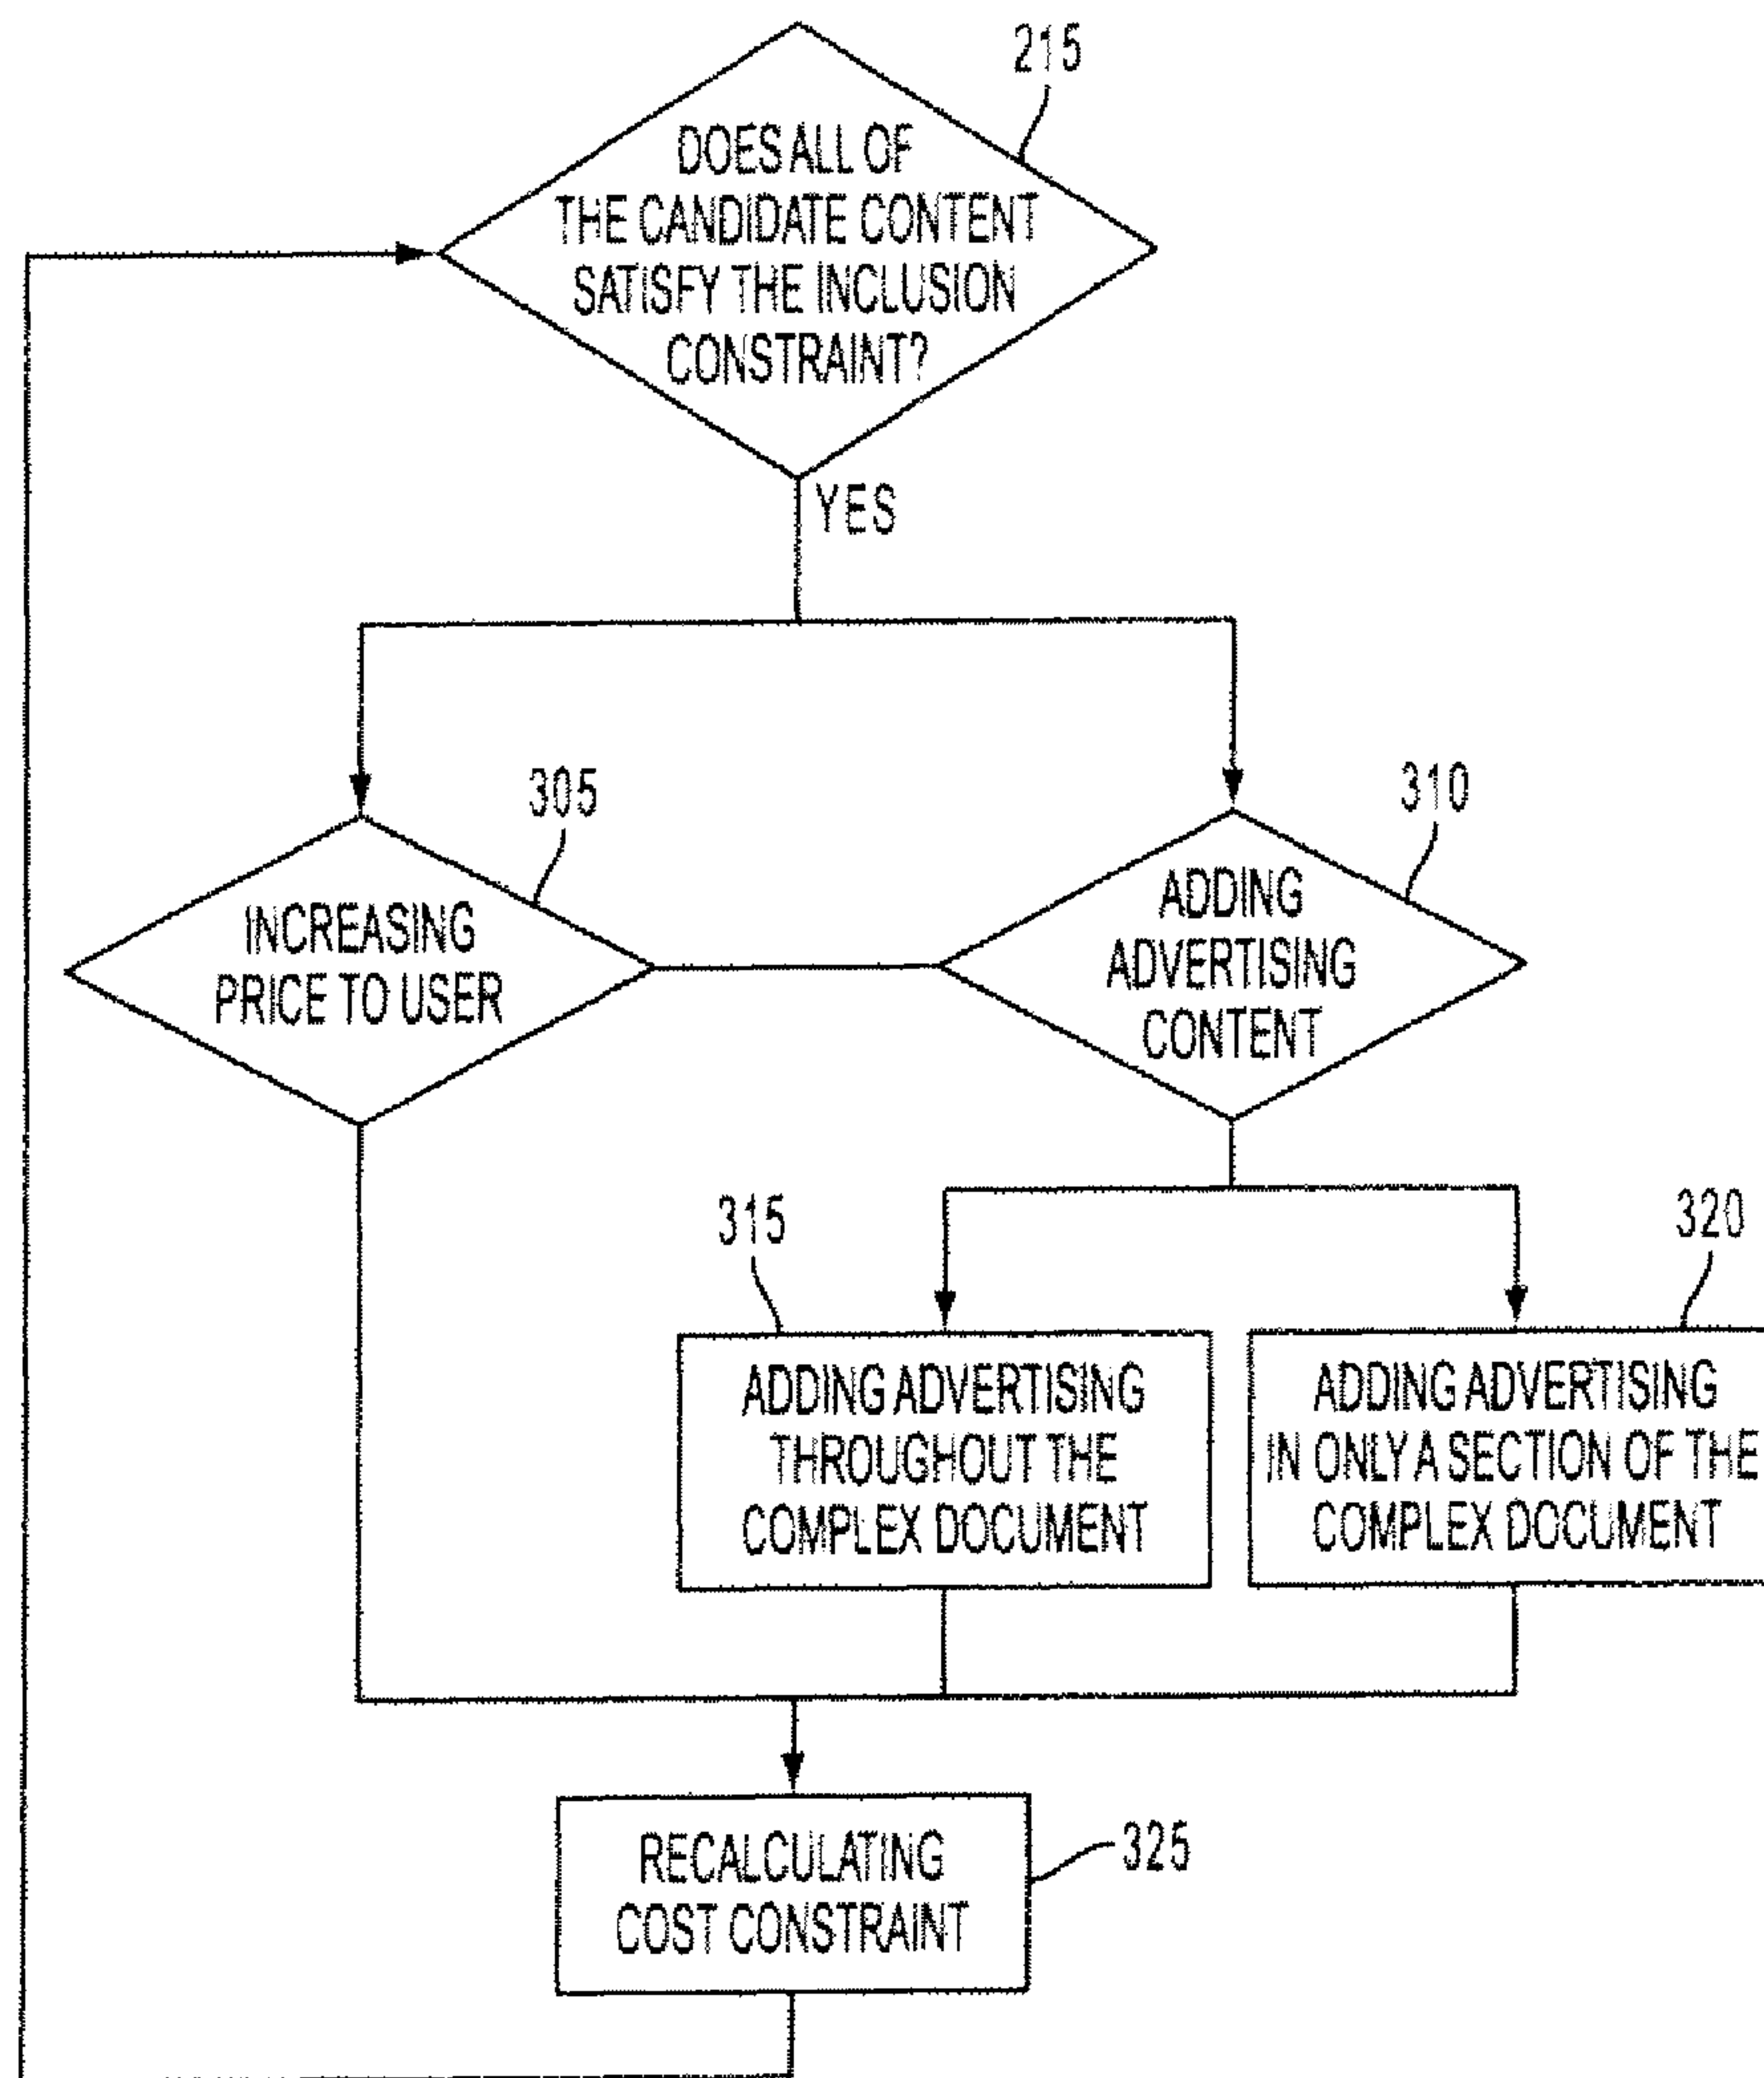 215
DOES ALL OF
THE CANDIDATE CONTENT
SATISFY THE INCLUSION
CONSTRAINT?
YES
305
INCREASING
PRICE TO USER
310
ADDING
ADVERTISING
CONTENT
315
ADDING ADVERTISING
THROUGHOUT THE
COMPLEX DOCUMENT
320
ADDING ADVERTISING
IN ONLY A SECTION OF THE
COMPLEX DOCUMENT
RECALCULATING
COST CONSTRAINT
325